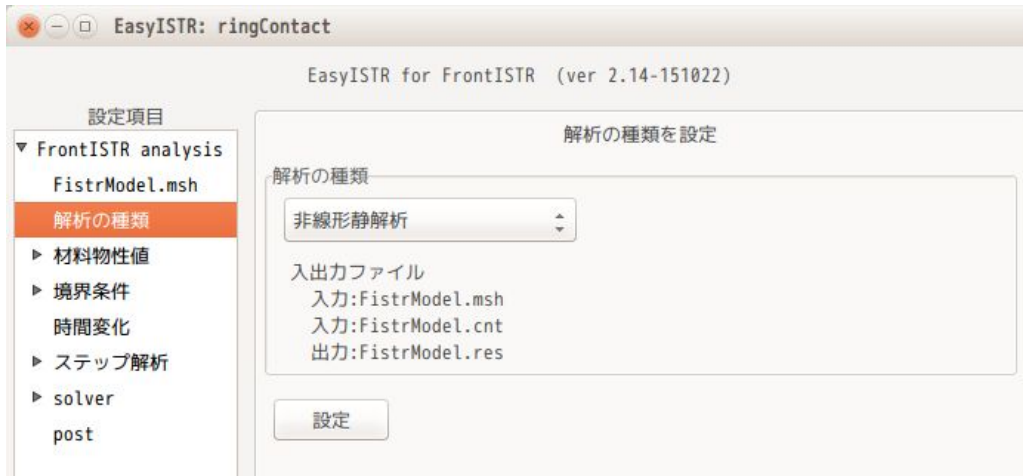 EasyISTR: ringContact
EasyISTR for FrontISTR (ver 2.14-151022)
設定項目
FrontISTR analysis
FistrModel.msh
解析の種類
材料物性値
境界条件
時間変化
ステップ解析
solver
post
解析の種類を設定
解析の種類
非線形静解析
入出力ファイル
入力:FistrModel.msh
入力:FistrModel.cnt
出力:FistrModel.res
設定